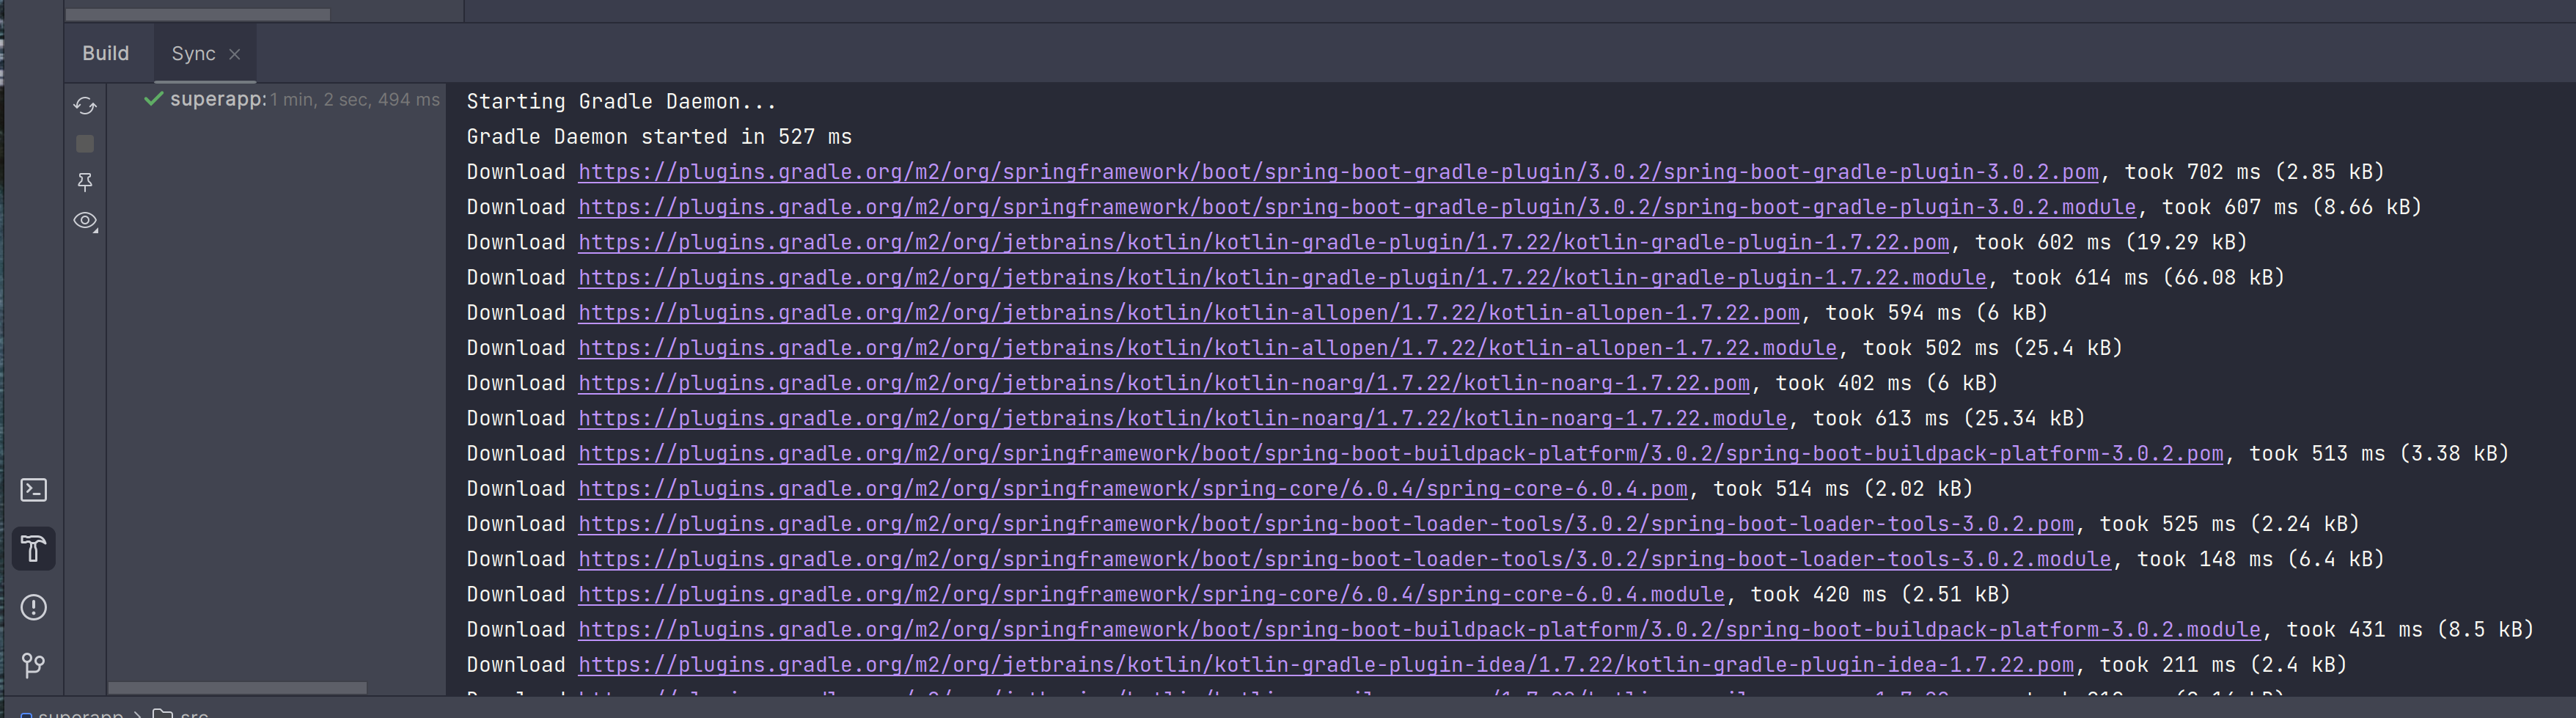 Build Sync
superapp: 1 min, 2 sec, 494 ms
Starting Gradle Daemon...
Gradle Daemon started in 527 ms
Download https://plugins.gradle.org/m2/org/springframework/boot/spring-boot-gradle-plugin/3.0.2/spring-boot-gradle-plugin-3.0.2.pom, took 702 ms (2.85 kB)
Download https://plugins.gradle.org/m2/org/springframework/boot/spring-boot-gradle-plugin/3.0.2/spring-boot-gradle-plugin-3.0.2.module, took 607 ms (8.66 kB)
Download https://plugins.gradle.org/m2/org/jetbrains/kotlin/kotlin-gradle-plugin/1.7.22/kotlin-gradle-plugin-1.7.22.pom, took 602 ms (19.29 kB)
Download https://plugins.gradle.org/m2/org/jetbrains/kotlin/kotlin-gradle-plugin/1.7.22/kotlin-gradle-plugin-1.7.22.module, took 614 ms (66.08 kB)
Download https://plugins.gradle.org/m2/org/jetbrains/kotlin/kotlin-allopen/1.7.22/kotlin-allopen-1.7.22.pom, took 594 ms (6 kB)
Download https://plugins.gradle.org/m2/org/jetbrains/kotlin/kotlin-allopen/1.7.22/kotlin-allopen-1.7.22.module, took 502 ms (25.4 kB)
Download https://plugins.gradle.org/m2/org/jetbrains/kotlin/kotlin-noarg/1.7.22/kotlin-noarg-1.7.22.pom, took 402 ms (6 kB)
Download https://plugins.gradle.org/m2/org/jetbrains/kotlin/kotlin-noarg/1.7.22/kotlin-noarg-1.7.22.module, took 613 ms (25.34 kB)
Download https://plugins.gradle.org/m2/org/springframework/boot/spring-boot-buildpack-platform/3.0.2/spring-boot-buildpack-platform-3.0.2.pom, took 513 ms (3.38 kB)
Download https://plugins.gradle.org/m2/org/springframework/spring-core/6.0.4/spring-core-6.0.4.pom, took 514 ms (2.02 kB)
Download https://plugins.gradle.org/m2/org/springframework/boot/spring-boot-loader-tools/3.0.2/spring-boot-loader-tools-3.0.2.pom, took 525 ms (2.24 kB)
Download https://plugins.gradle.org/m2/org/springframework/boot/spring-boot-loader-tools/3.0.2/spring-boot-loader-tools-3.0.2.module, took 148 ms (6.4 kB)
Download https://plugins.gradle.org/m2/org/springframework/spring-core/6.0.4/spring-core-6.0.4.module, took 420 ms (2.51 kB)
Download https://plugins.gradle.org/m2/org/springframework/boot/spring-boot-buildpack-platform/3.0.2/spring-boot-buildpack-platform-3.0.2.module, took 431 ms (8.5 kB)
Download https://plugins.gradle.org/m2/org/jetbrains/kotlin/kotlin-gradle-plugin-idea/1.7.22/kotlin-gradle-plugin-idea-1.7.22.pom, took 211 ms (2.4 kB)
superapp > src